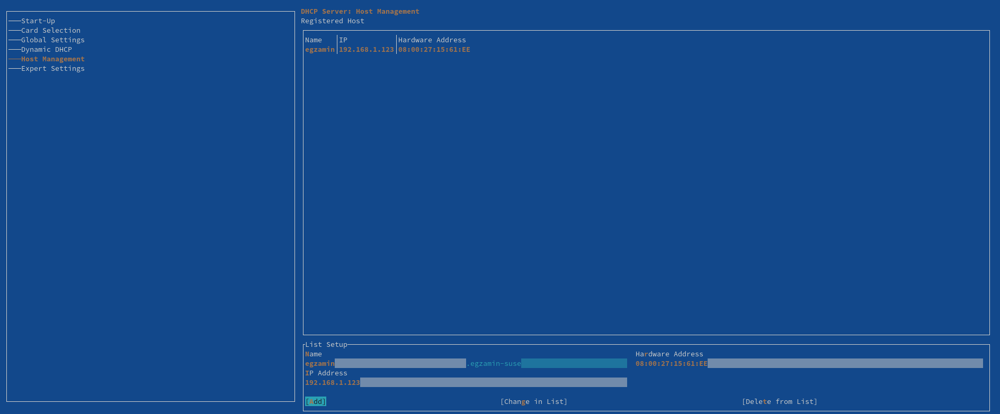 Start-Up
Card Selection
Global Settings
Dynamic DHCP
Host Management
Expert Settings
DHCP Server: Host Management
Registered Host
Name IP Hardware Address
egzamin 192.168.1.123 08:00:27:15:61:EE
List Setup
Name Hardware Address
egzamin .egzamin-suse 08:00:27:15:61:EE
IP Address
192.168.1.123
[Add] [Change in List] [Delete from List]